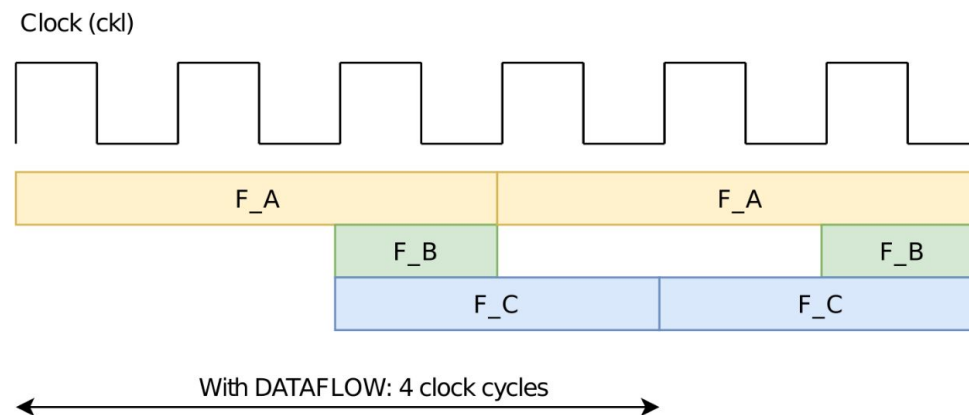 Clock (ckl)
F_A
F_A
F_B
F_B
F_C
F_C
With DATAFLOW: 4 clock cycles